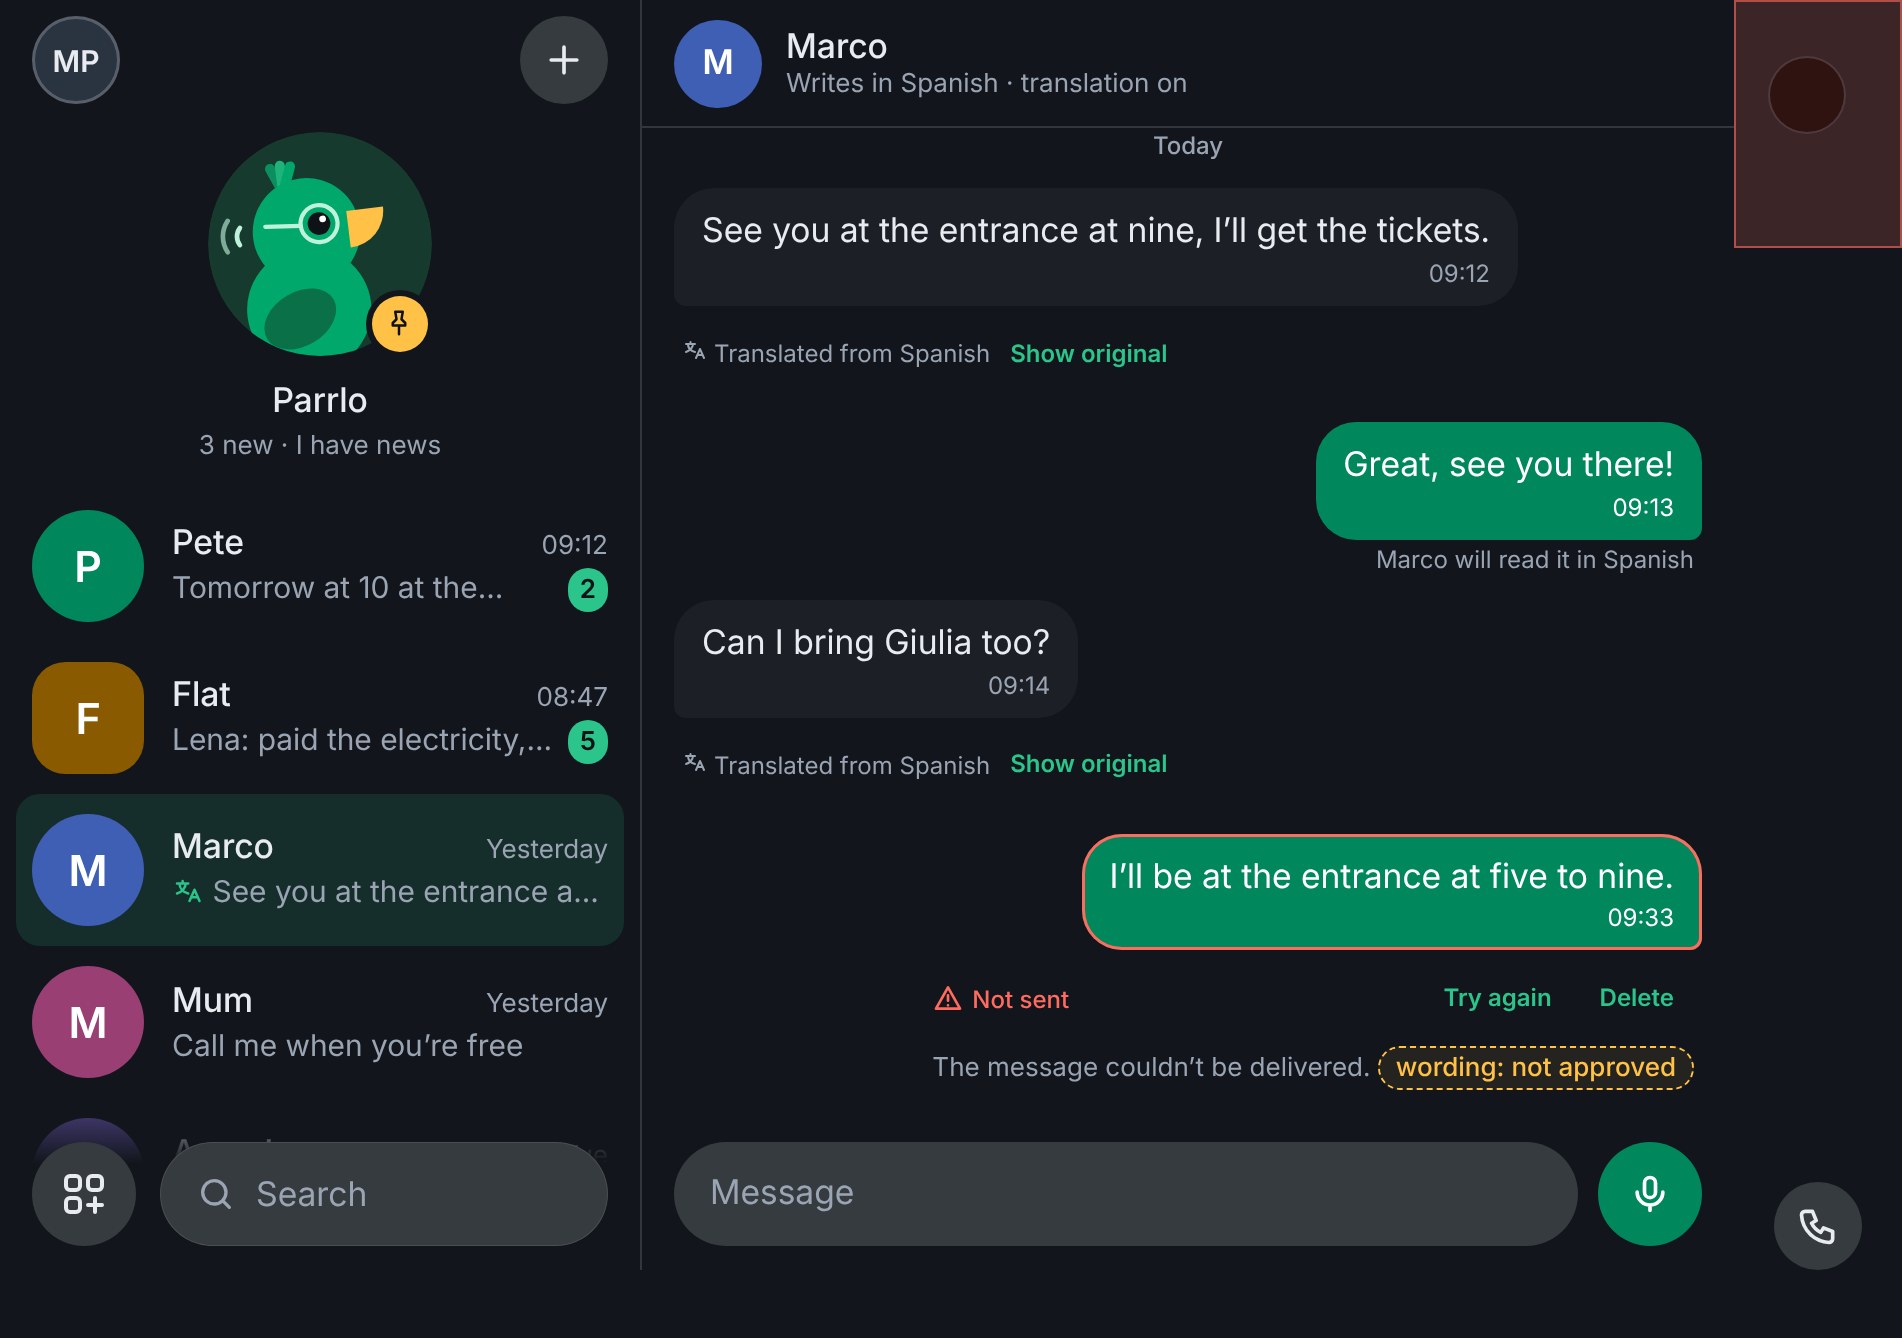 MP
Parrlo
3 new · I have news
P
Pete
09:12
Tomorrow at 10 at the...
2
F
Flat
08:47
Lena: paid the electricity,...
5
M
Marco
Yesterday
See you at the entrance a...
M
Mum
Yesterday
Call me when you’re free
Search
M
Marco
Writes in Spanish · translation on
Today
See you at the entrance at nine, I’ll get the tickets.
09:12
Translated from Spanish Show original
Great, see you there!
09:13
Marco will read it in Spanish
Can I bring Giulia too?
09:14
Translated from Spanish Show original
I’ll be at the entrance at five to nine.
09:33
Not sent
Try again Delete
The message couldn’t be delivered. wording: not approved
Message